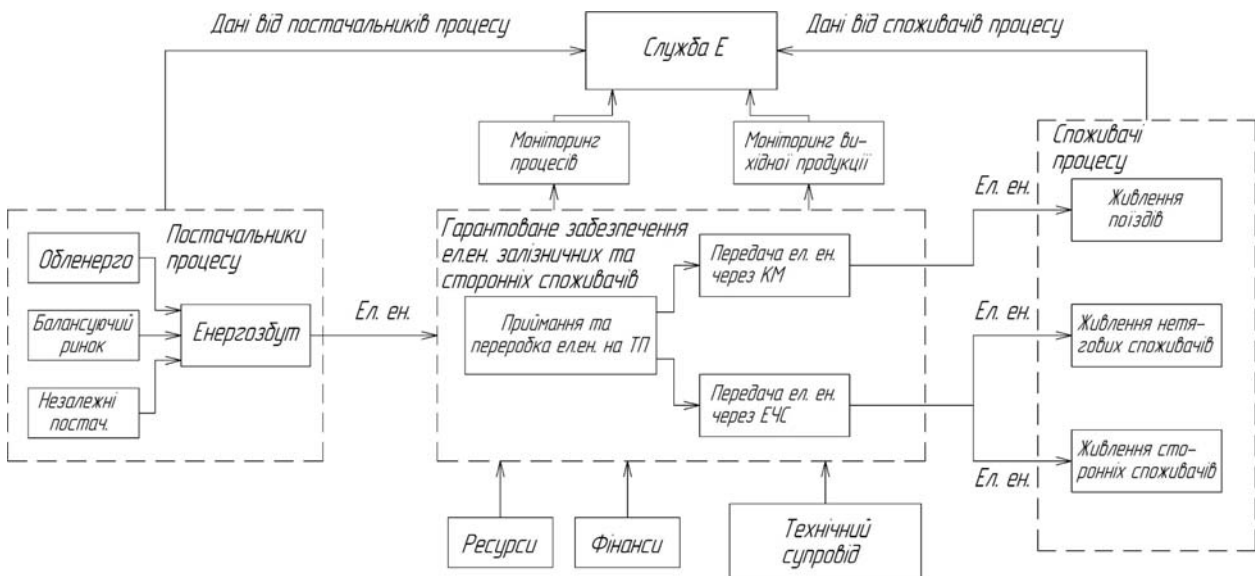 Дані від постачальників процесу
Служба Е
Дані від споживачів процесу
Моніторинг
процесів
Моніторинг ви-
хідної продукції
Споживачі
процесу
Ел. ен.
Живлення
поїздів
Постачальники
процесу
Обленерго
Балансуючий
ринок
Незалежні
постач.
Енергозбут
Ел. ен.
Гарантоване забезпечення
ел.ен. залізничних та
сторонніх споживачів
Приймання та
переробка ел.ен. на ТП
Передача ел. ен.
через КМ
Передача ел. ен.
через ЕЧС
Ел. ен.
Живлення нетя-
гових споживачів
Ел. ен.
Живлення сто-
ронніх споживачів
Ресурси
Фінанси
Технічний
супровід